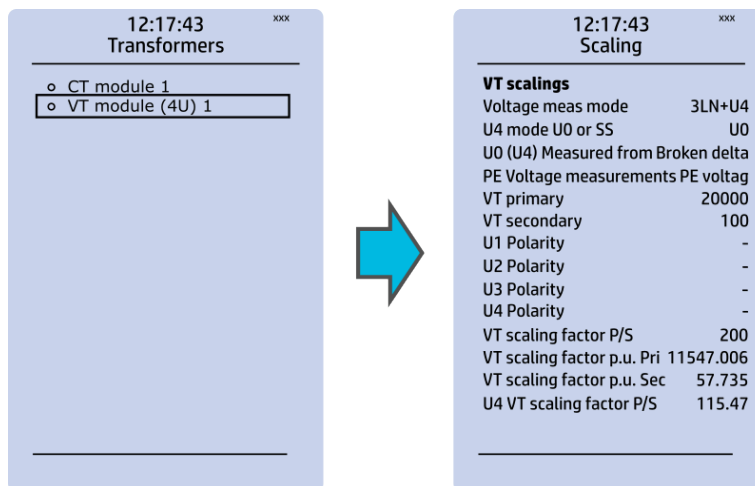 12:17:43 xxx
Transformers
CT module 1
VT module (4U) 1
12:17:43 xxx
Scaling
VT scalings
Voltage meas mode 3LN+U4
U4 mode U0 or SS U0
U0 (U4) Measured from Broken delta
PE Voltage measurements PE voltag
VT primary 20000
VT secondary 100
U1 Polarity -
U2 Polarity -
U3 Polarity -
U4 Polarity -
VT scaling factor P/S 200
VT scaling factor p.u. Pri 11547.006
VT scaling factor p.u. Sec 57.735
U4 VT scaling factor P/S 115.47